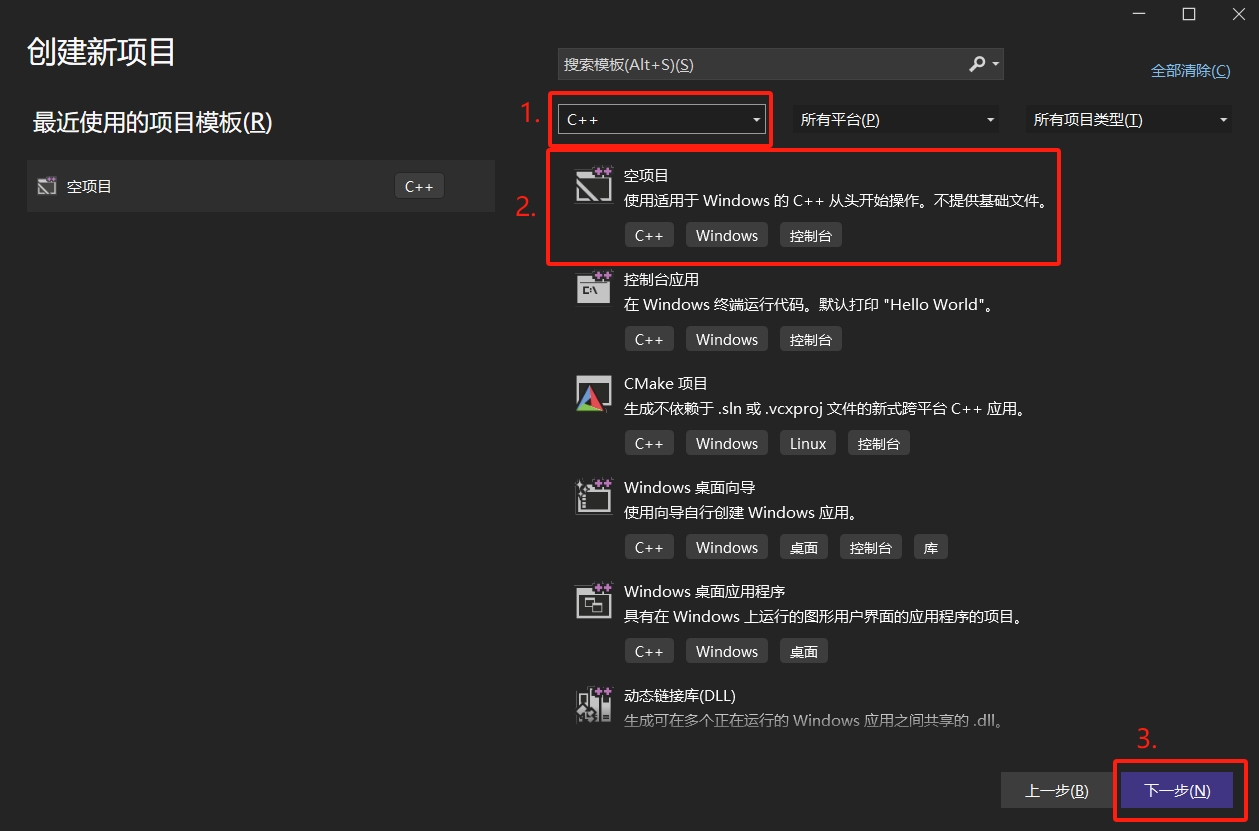 创建新项目
搜索模板(Alt+S)(S)
全部清除(C)
最近使用的项目模板(R)
1.
C++
所有平台(P)
所有项目类型(T)
空项目
C++
2.
空项目
使用适用于 Windows 的 C++ 从头开始操作。不提供基础文件。
C++ Windows 控制台
控制台应用
在 Windows 终端运行代码。默认打印 "Hello World"。
C++ Windows 控制台
CMake 项目
生成不依赖于 .sln 或 .vcxproj 文件的新式跨平台 C++ 应用。
C++ Windows Linux 控制台
Windows 桌面向导
使用向导自行创建 Windows 应用。
C++ Windows 桌面 控制台 库
Windows 桌面应用程序
具有在 Windows 上运行的图形用户界面的应用程序的项目。
C++ Windows 桌面
动态链接库(DLL)
生成可在多个正在运行的 Windows 应用之间共享的 .dll。
3.
上一步(B)
下一步(N)